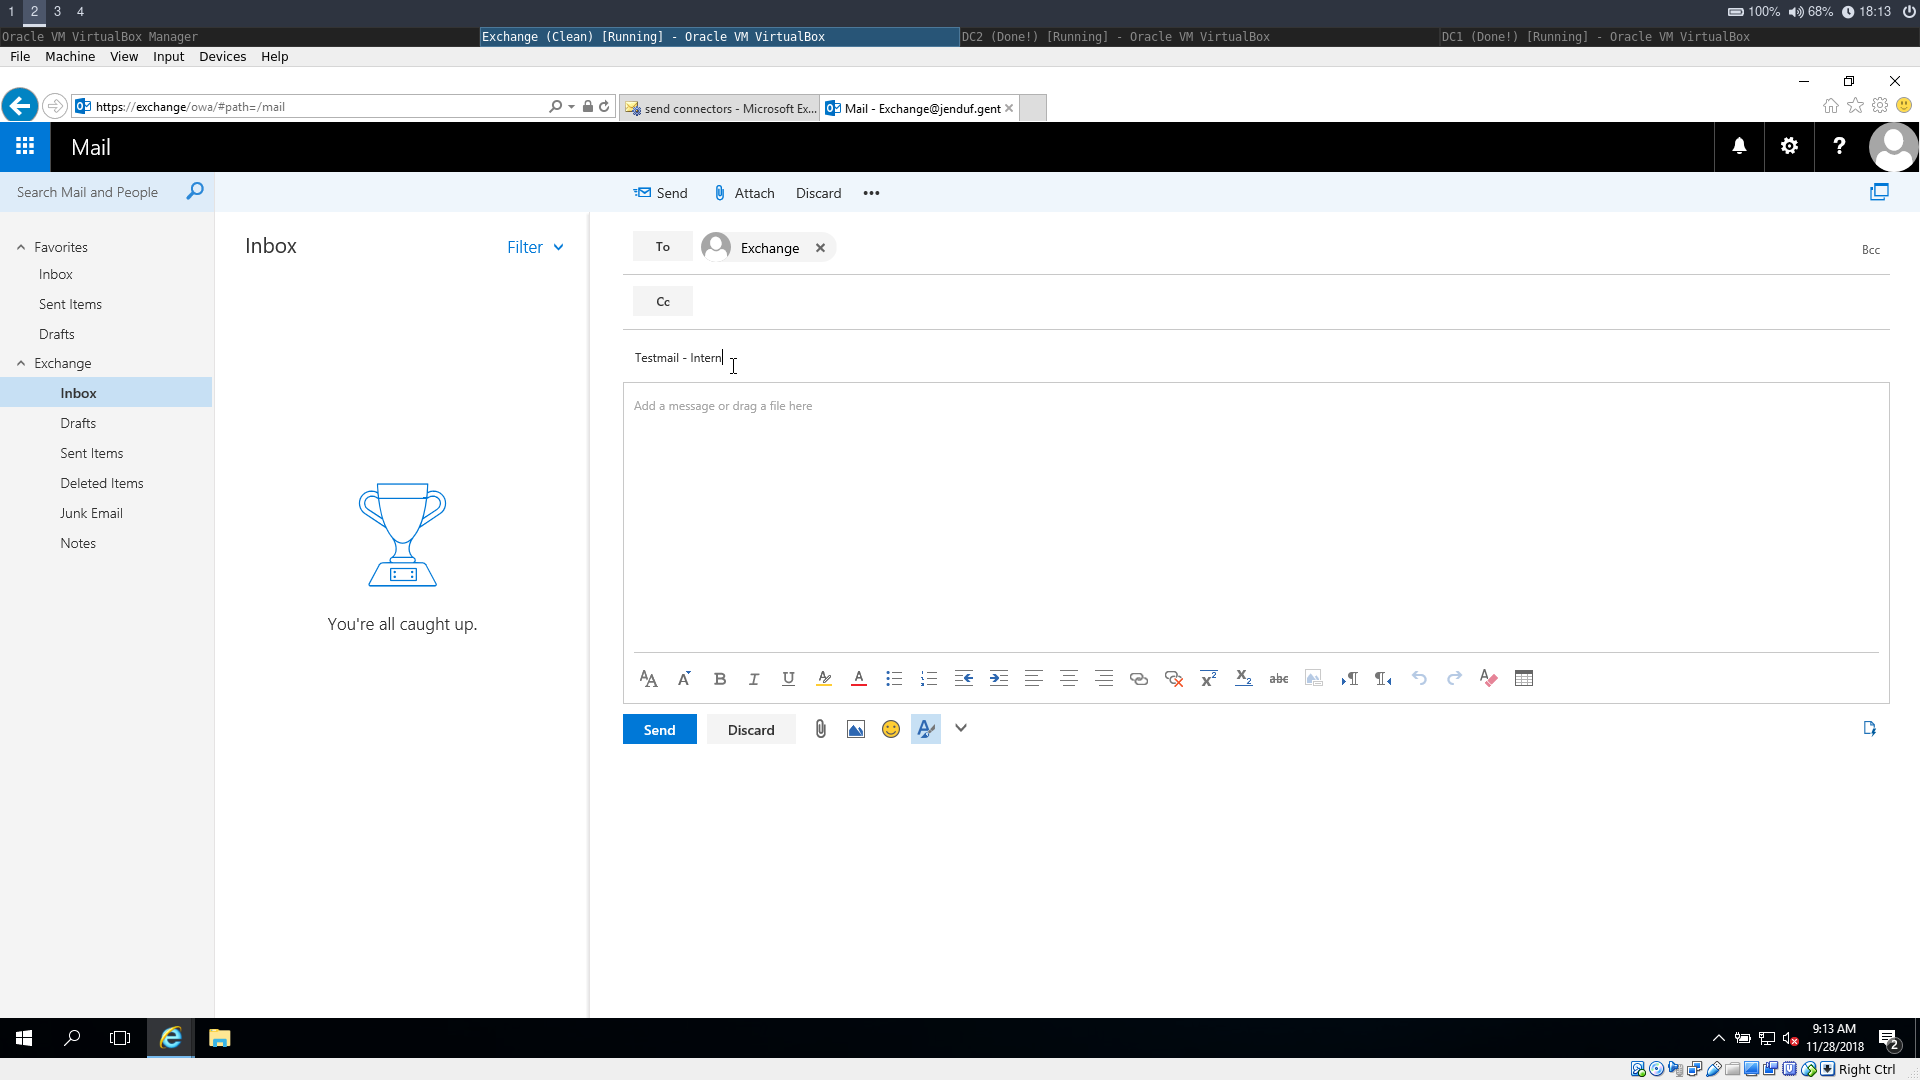 1 2 3 4 100% 68% 18:13
Oracle VM VirtualBox Manager Exchange (Clean) [Running] - Oracle VM VirtualBox DC2 (Done!) [Running] - Oracle VM VirtualBox DC1 (Done!) [Running] - Oracle VM VirtualBox
File Machine View Input Devices Help
https://exchange/owa/#path=/mail send connectors - Microsoft Ex... Mail - Exchange@jenduf.gent
Mail ?
Search Mail and People Send Attach Discard •••
Favorites
Inbox
Sent Items
Drafts
Exchange
Inbox
Drafts
Sent Items
Deleted Items
Junk Email
Notes
Inbox Filter
You're all caught up.
To Exchange Bcc
Cc
Testmail - Intern
Add a message or drag a file here
AA A B I U A A x² X₂ abc A
Send Discard
9:13 AM
11/28/2018 2
Right Ctrl